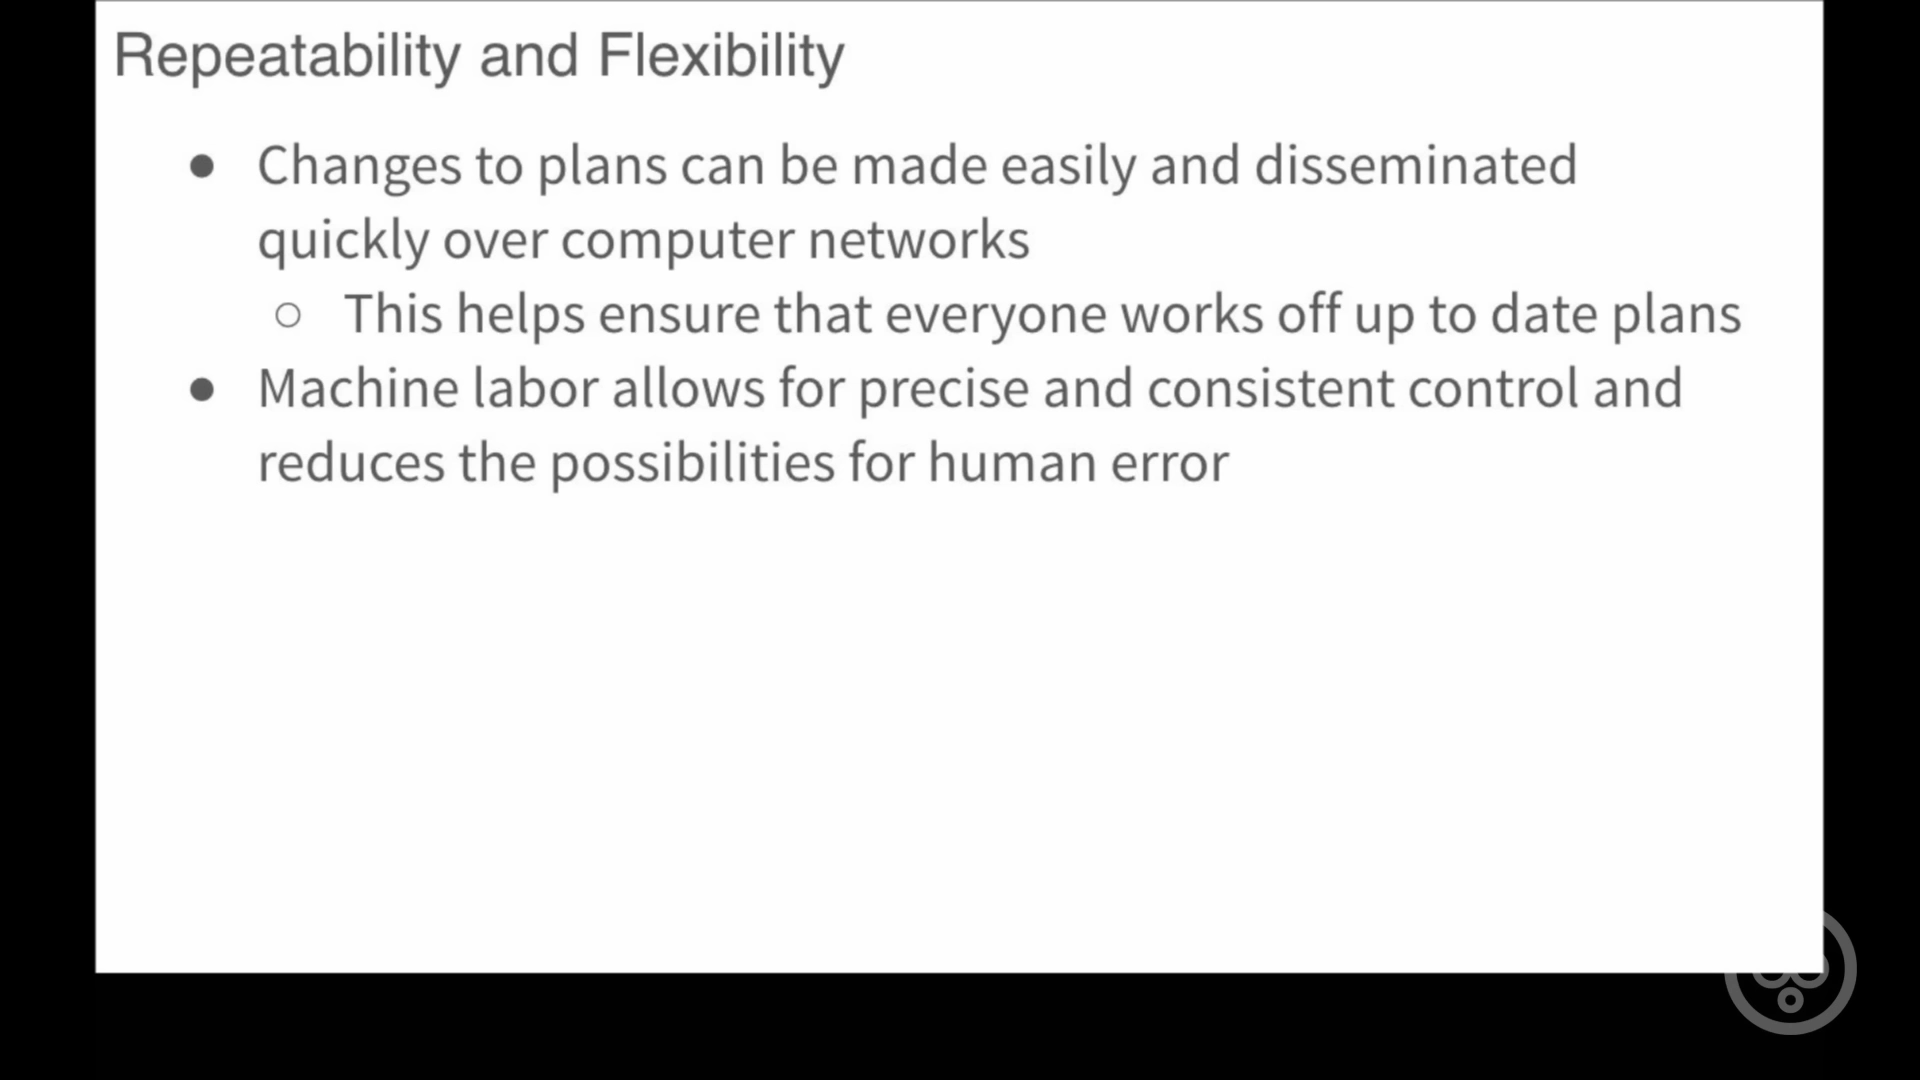 Repeatability and Flexibility
● Changes to plans can be made easily and disseminated
quickly over computer networks
○ This helps ensure that everyone works off up to date plans
● Machine labor allows for precise and consistent control and
reduces the possibilities for human error